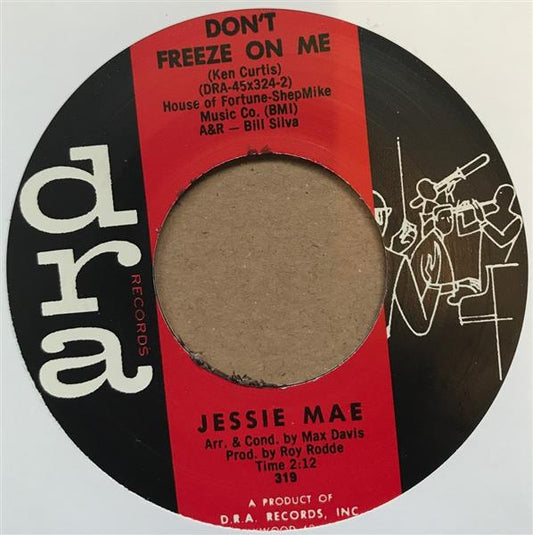 DON'T
FREEZE ON ME
(Ken Curtis)
(DRA-45x324-2)
House of Fortune-ShepMike
Music Co. (BMI)
A&R — Bill Silva
dra
RECORDS
JESSIE MAE
Arr. & Cond. by Max Davis
Prod. by Roy Rodde
Time 2:12
319
A PRODUCT OF
D.R.A. RECORDS, INC.